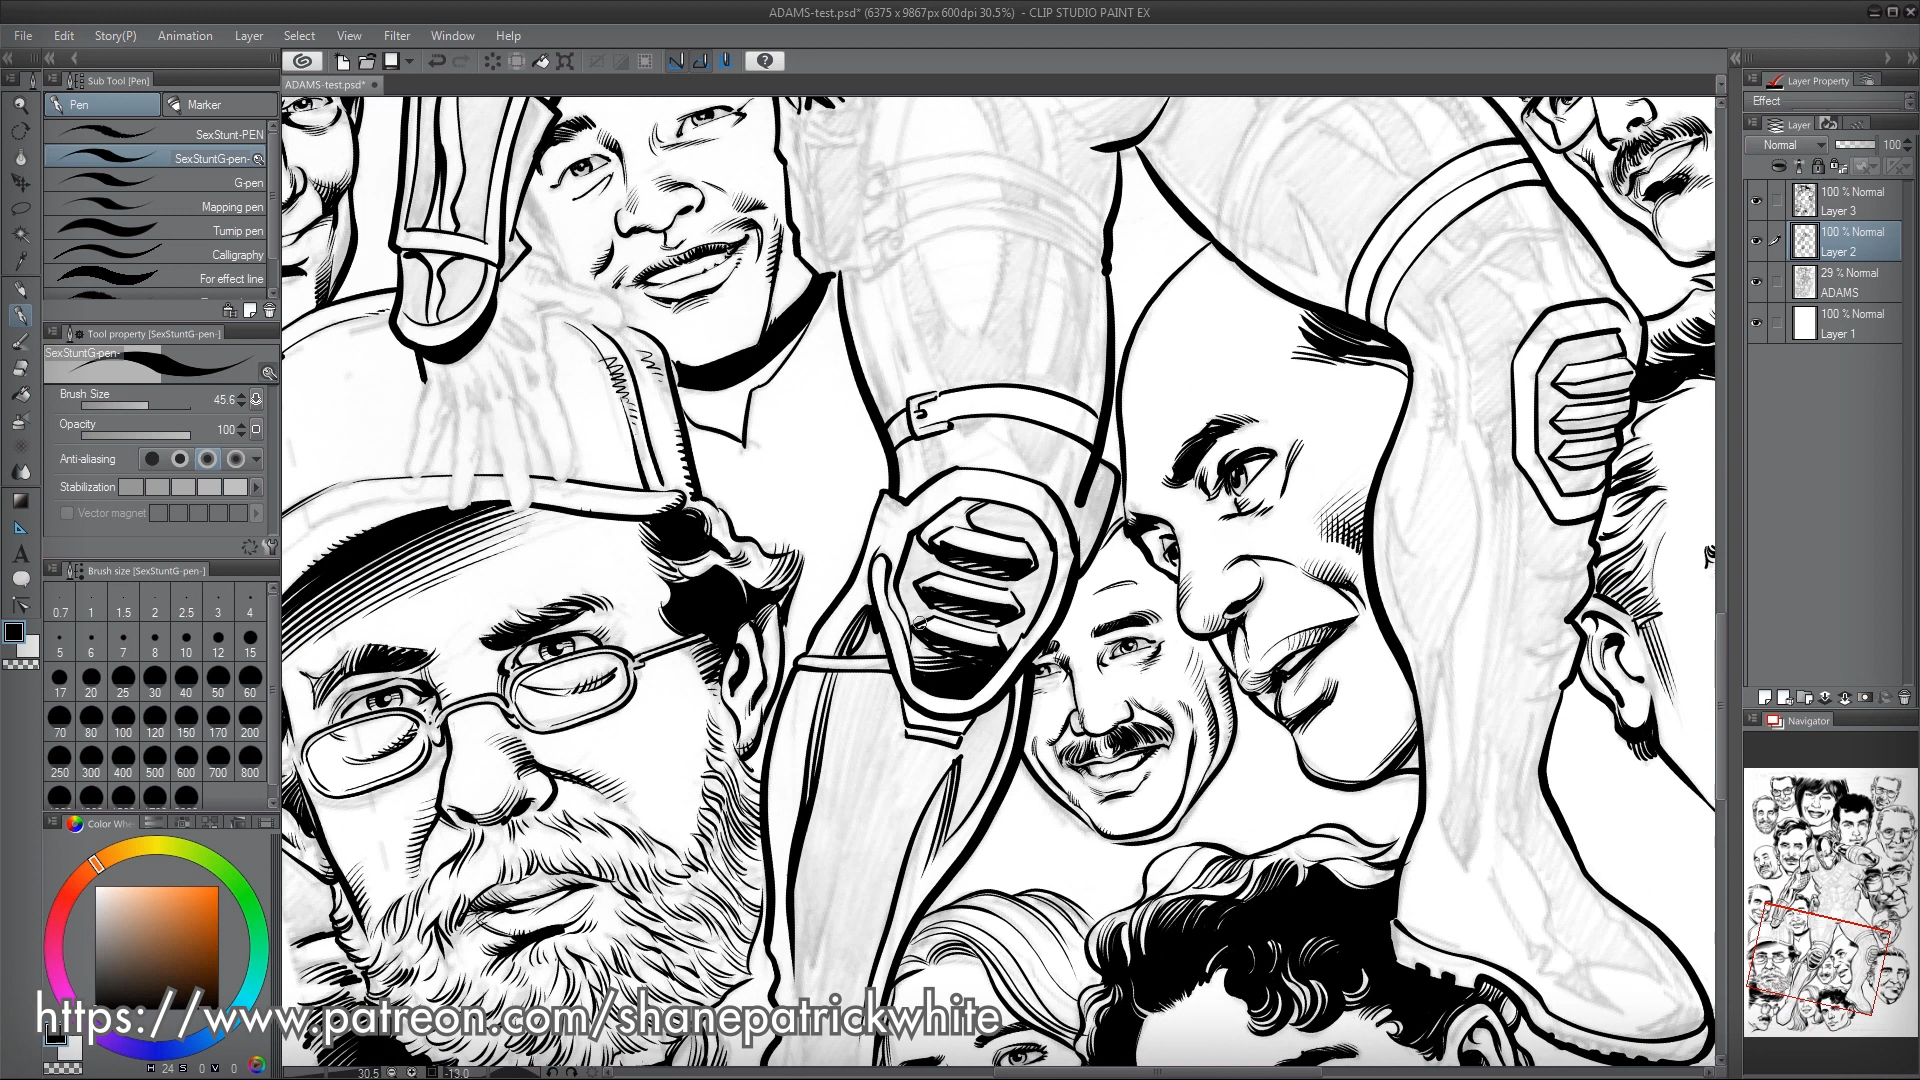 ADAMS-test.psd* (6375 x 9867px 600dpi 30.5%) - CLIP STUDIO PAINT EX
File Edit Story(P) Animation Layer Select View Filter Window Help
Sub Tool [Pen]
ADAMS-test.psd*
Layer Property
Pen Marker
Effect
SexStunt-PEN
Layer
SexStuntG-pen-
Normal 100
G-pen
Mapping pen
100 % Normal
Layer 3
Turnip pen
100 % Normal
Layer 2
Calligraphy
For effect line
29 % Normal
ADAMS
100 % Normal
Layer 1
Tool property [SexStuntG-pen-]
SexStuntG-pen-
Brush Size 45.6
Opacity 100
Anti-aliasing
Stabilization
Vector magnet
Brush size [SexStuntG-pen-]
0.7 1 1.5 2 2.5 3 4
5 6 7 8 10 12 15
17 20 25 30 40 50 60
70 80 100 120 150 170 200
250 300 400 500 600 700 800
Navigator
Color Whe
https://www.patreon.com/shanepatrickwhite
H 24 S 0 V 0
30.5 -13.0